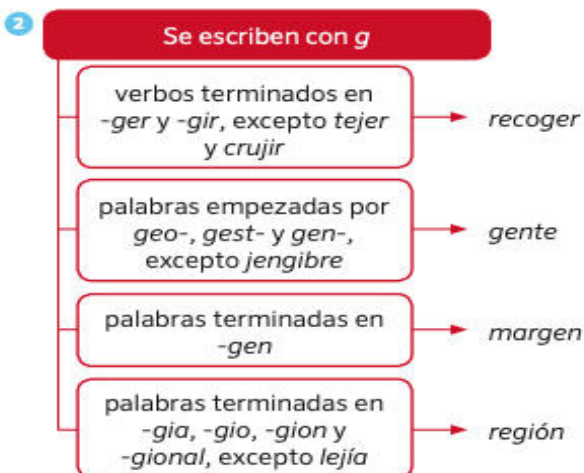 2
Se escriben con g
verbos terminados en
-ger y -gir, excepto tejer
y crujir
recoger
palabras empezadas por
geo-, gest- y gen-,
excepto jengibre
gente
palabras terminadas en
-gen
margen
palabras terminadas en
-gia, -gio, -gion y
-gional, excepto lejía
región